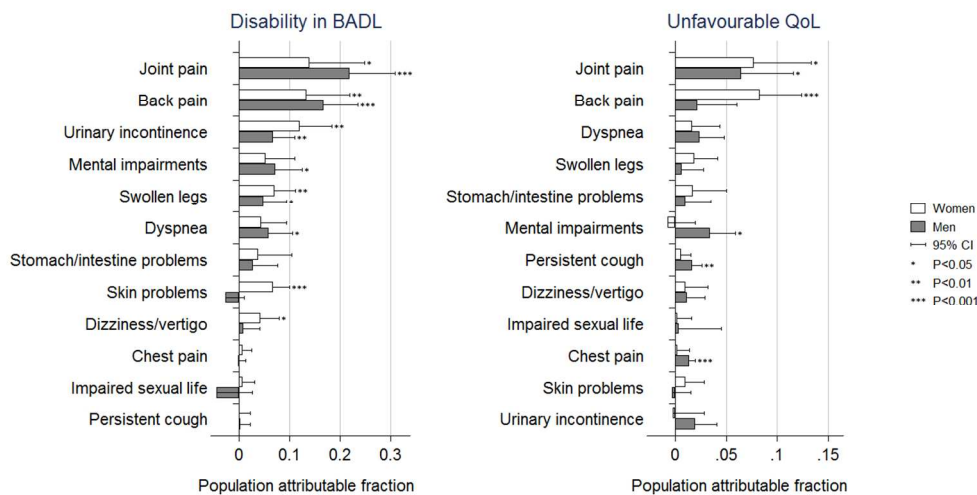 Disability in BADL
Joint pain
*
***
Back pain
**
***
Urinary incontinence
**
**
Mental impairments
*
Swollen legs
**
*
Dyspnea
*
Stomach/intestine problems
Skin problems
***
Dizziness/vertigo
*
Chest pain
Impaired sexual life
Persistent cough
0 0.1 0.2 0.3
Population attributable fraction
Unfavourable QoL
Joint pain
*
*
Back pain
***
Dyspnea
Swollen legs
Stomach/intestine problems
Mental impairments
*
Persistent cough
**
Dizziness/vertigo
Impaired sexual life
Chest pain
***
Skin problems
Urinary incontinence
0 .05 .1 .15
Population attributable fraction
Women
Men
95% CI
* P<0.05
** P<0.01
*** P<0.001